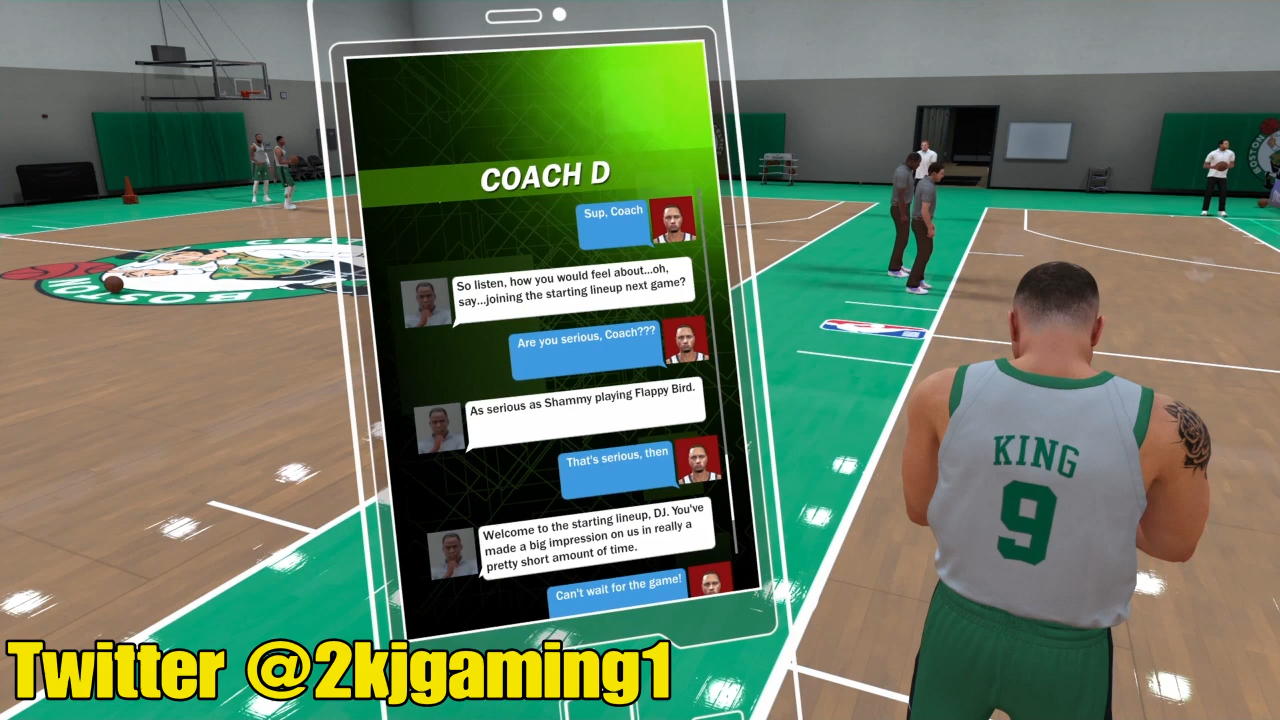 COACH D
Sup, Coach
So listen, how you would feel about...oh,
say...joining the starting lineup next game?
Are you serious, Coach???
As serious as Shammy playing Flappy Bird.
That's serious, then
Welcome to the starting lineup, DJ. You've
made a big impression on us in really a
pretty short amount of time.
Can't wait for the game!
KING
9
BOSTON
Twitter @2kjgaming1